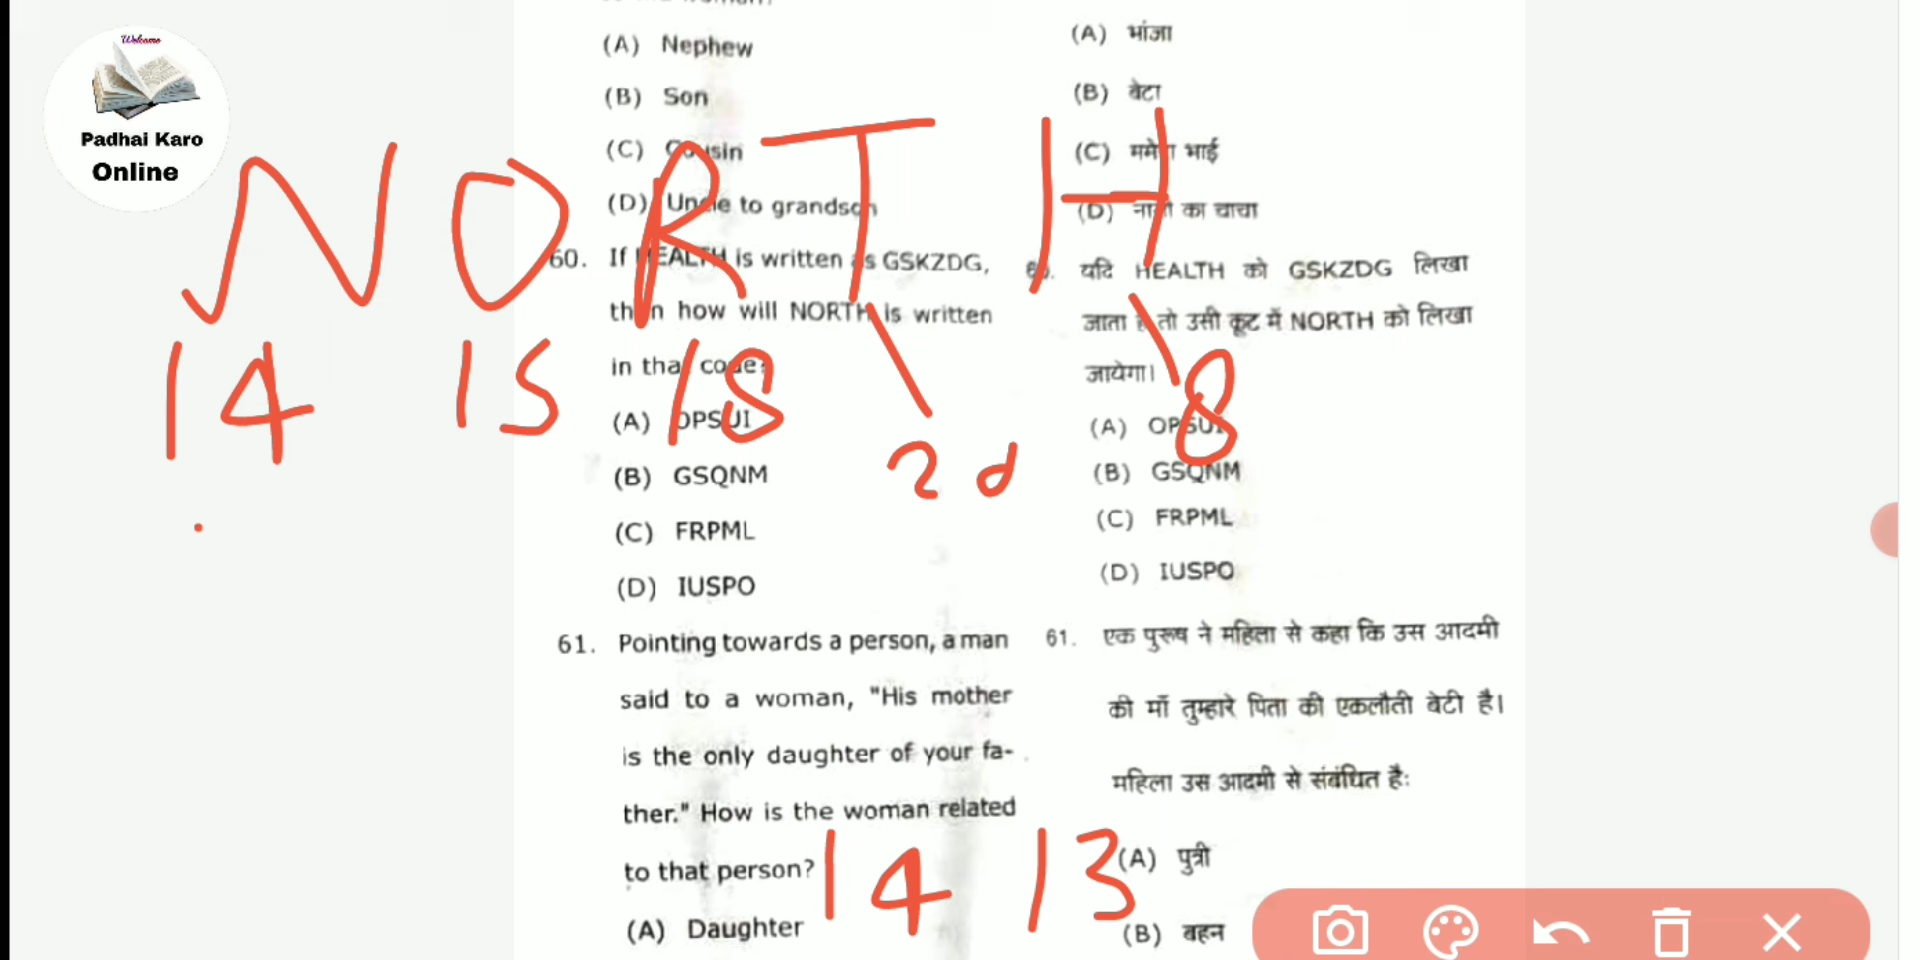 Welcome
Padhai Karo
Online
(A) Nephew
(B) Son
(C) Cousin
(D) Uncle to grandson
60. If HEALTH is written as GSKZDG,
then how will NORTH is written
in that code?
(A) OPSUI
(B) GSQNM
(C) FRPML
(D) IUSPO
61. Pointing towards a person, a man
said to a woman, "His mother
is the only daughter of your fa-
ther." How is the woman related
to that person?
(A) Daughter
(A) भांजा
(B) बेटा
(C) ममेरा भाई
(D) नाती का चाचा
60. यदि HEALTH को GSKZDG लिखा
जाता है तो उसी कूट में NORTH को लिखा
जायेगा।
(A) OPSUI
(B) GSQNM
(C) FRPML
(D) IUSPO
61. एक पुरूष ने महिला से कहा कि उस आदमी
की माँ तुम्हारे पिता की एकलौती बेटी है।
महिला उस आदमी से संबंधित है:
(A) पुत्री
(B) बहन
N O R T H
14 15 18 20 8
14 13